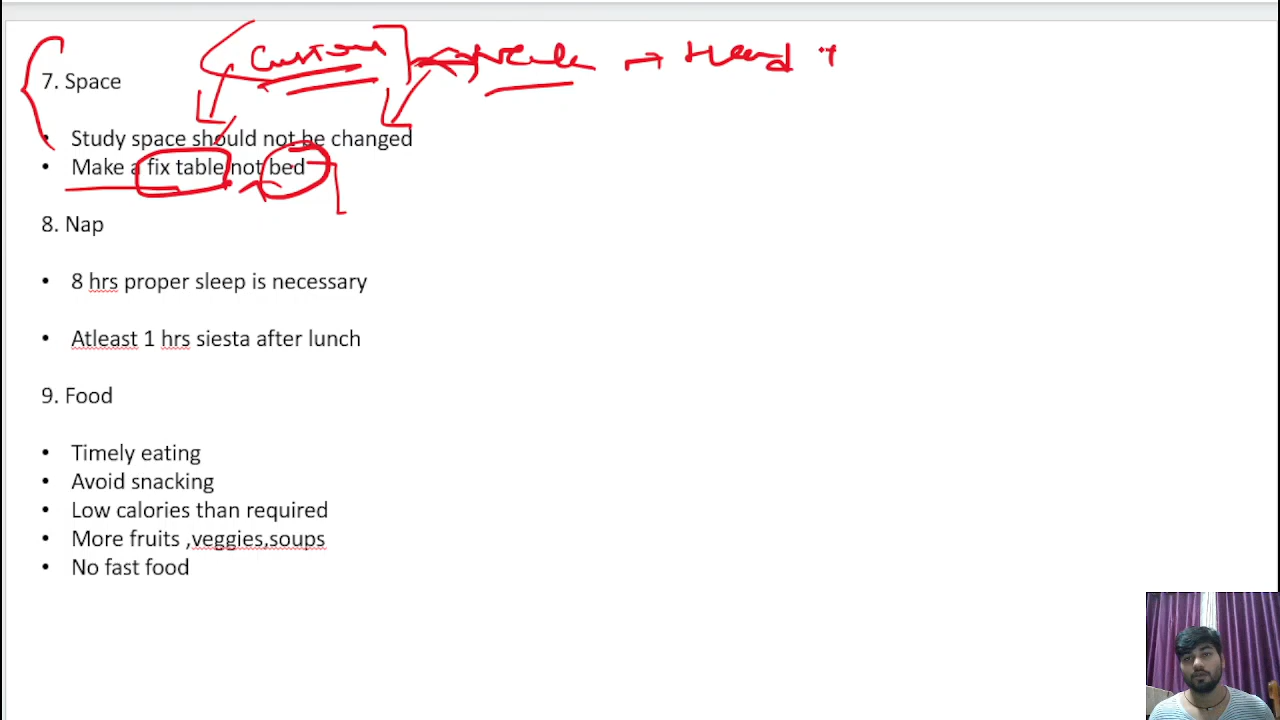 Custom
7. Space
• Study space should not be changed
• Make a fix table not bed
8. Nap
• 8 hrs proper sleep is necessary
• Atleast 1 hrs siesta after lunch
9. Food
• Timely eating
• Avoid snacking
• Low calories than required
• More fruits ,veggies,soups
• No fast food